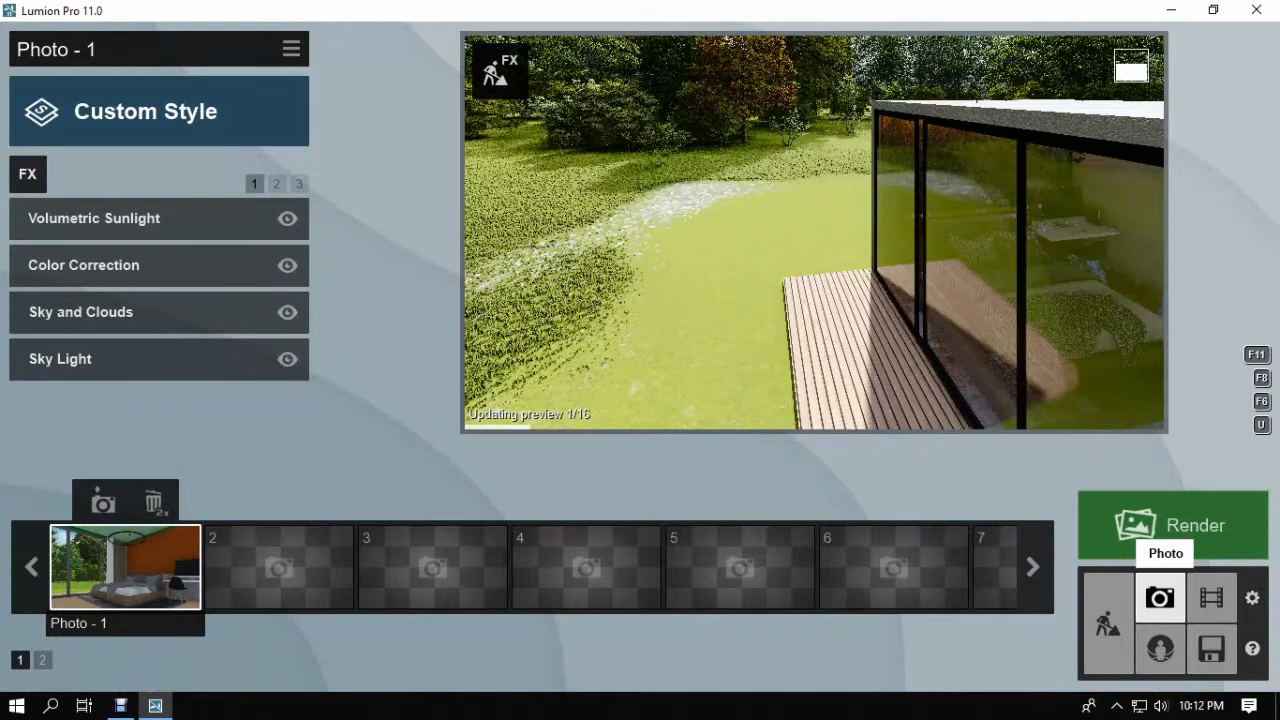 Lumion Pro 11.0
Photo - 1
Custom Style
FX
1 2 3
Volumetric Sunlight
Color Correction
Sky and Clouds
Sky Light
FX
Updating preview 1/16
F11
F8
F6
U
2x
2 3 4 5 6 7
Photo - 1
1 2
Render
Photo
?
10:12 PM